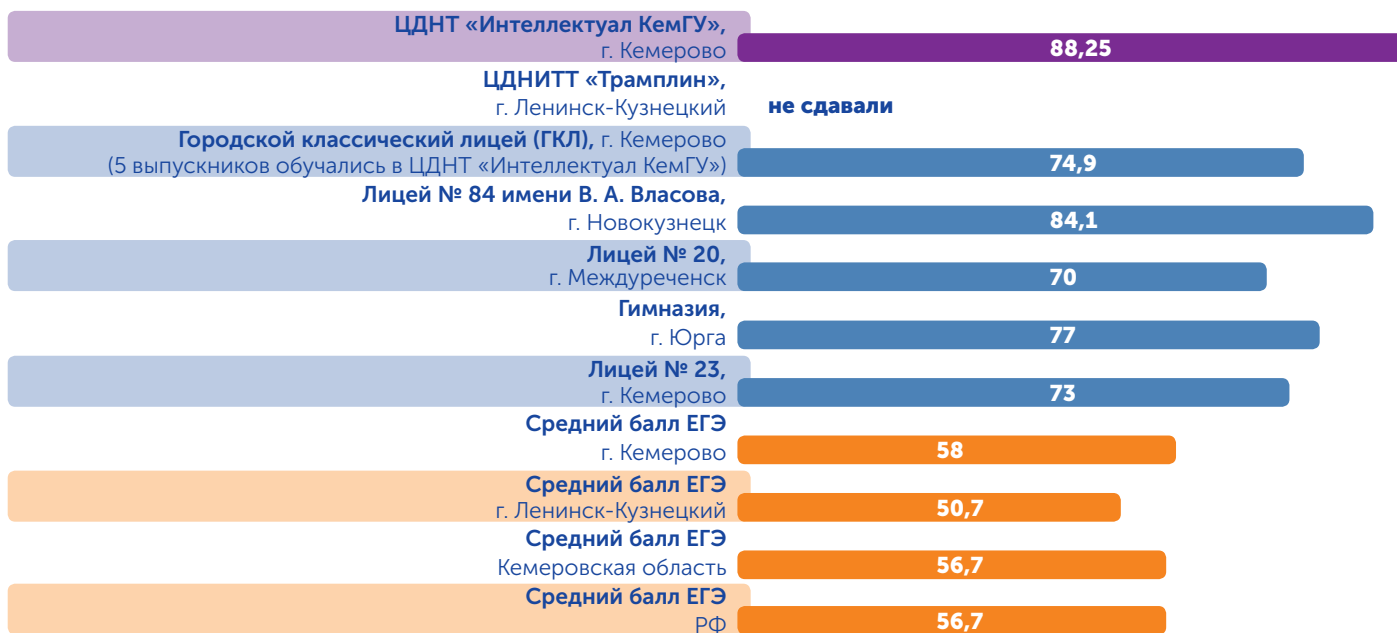 ЦДНТ «Интеллектуал КемГУ»,
г. Кемерово
88,25
ЦДНИТТ «Трамплин»,
г. Ленинск-Кузнецкий
не сдавали
Городской классический лицей (ГКЛ), г. Кемерово
(5 выпускников обучались в ЦДНТ «Интеллектуал КемГУ»)
74,9
Лицей № 84 имени В. А. Власова,
г. Новокузнецк
84,1
Лицей № 20,
г. Междуреченск
70
Гимназия,
г. Юрга
77
Лицей № 23,
г. Кемерово
73
Средний балл ЕГЭ
г. Кемерово
58
Средний балл ЕГЭ
г. Ленинск-Кузнецкий
50,7
Средний балл ЕГЭ
Кемеровская область
56,7
Средний балл ЕГЭ
РФ
56,7